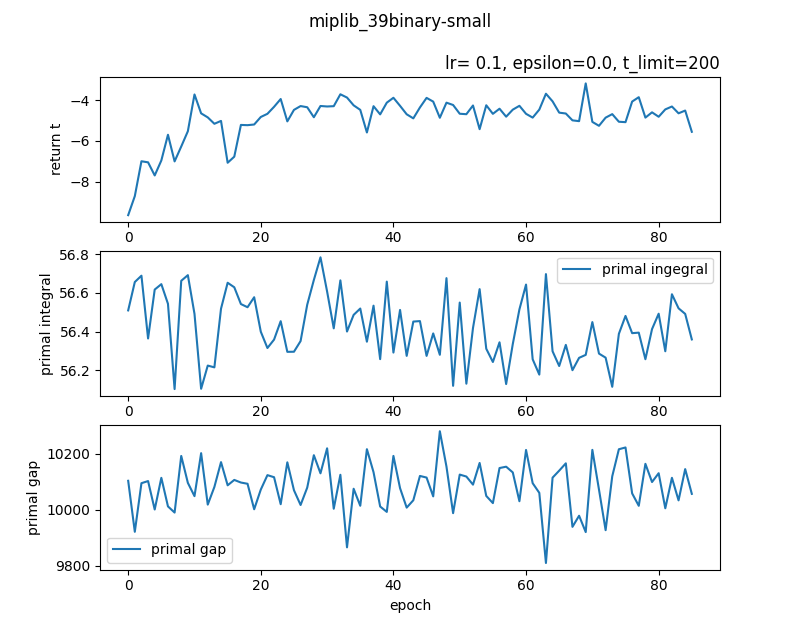 miplib_39binary-small
lr= 0.1, epsilon=0.0, t_limit=200
return t
−4
−6
−8
0 20 40 60 80
primal integral
56.8
56.6
56.4
56.2
primal ingegral
0 20 40 60 80
primal gap
10200
10000
9800
primal gap
0 20 40 60 80
epoch